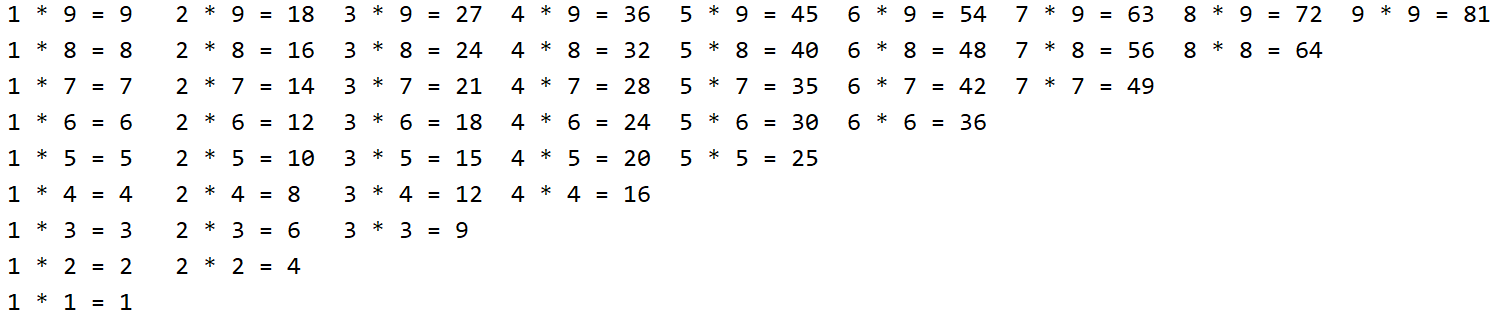 1 * 9 = 9   2 * 9 = 18  3 * 9 = 27  4 * 9 = 36  5 * 9 = 45  6 * 9 = 54  7 * 9 = 63  8 * 9 = 72  9 * 9 = 81
1 * 8 = 8   2 * 8 = 16  3 * 8 = 24  4 * 8 = 32  5 * 8 = 40  6 * 8 = 48  7 * 8 = 56  8 * 8 = 64
1 * 7 = 7   2 * 7 = 14  3 * 7 = 21  4 * 7 = 28  5 * 7 = 35  6 * 7 = 42  7 * 7 = 49
1 * 6 = 6   2 * 6 = 12  3 * 6 = 18  4 * 6 = 24  5 * 6 = 30  6 * 6 = 36
1 * 5 = 5   2 * 5 = 10  3 * 5 = 15  4 * 5 = 20  5 * 5 = 25
1 * 4 = 4   2 * 4 = 8   3 * 4 = 12  4 * 4 = 16
1 * 3 = 3   2 * 3 = 6   3 * 3 = 9
1 * 2 = 2   2 * 2 = 4
1 * 1 = 1